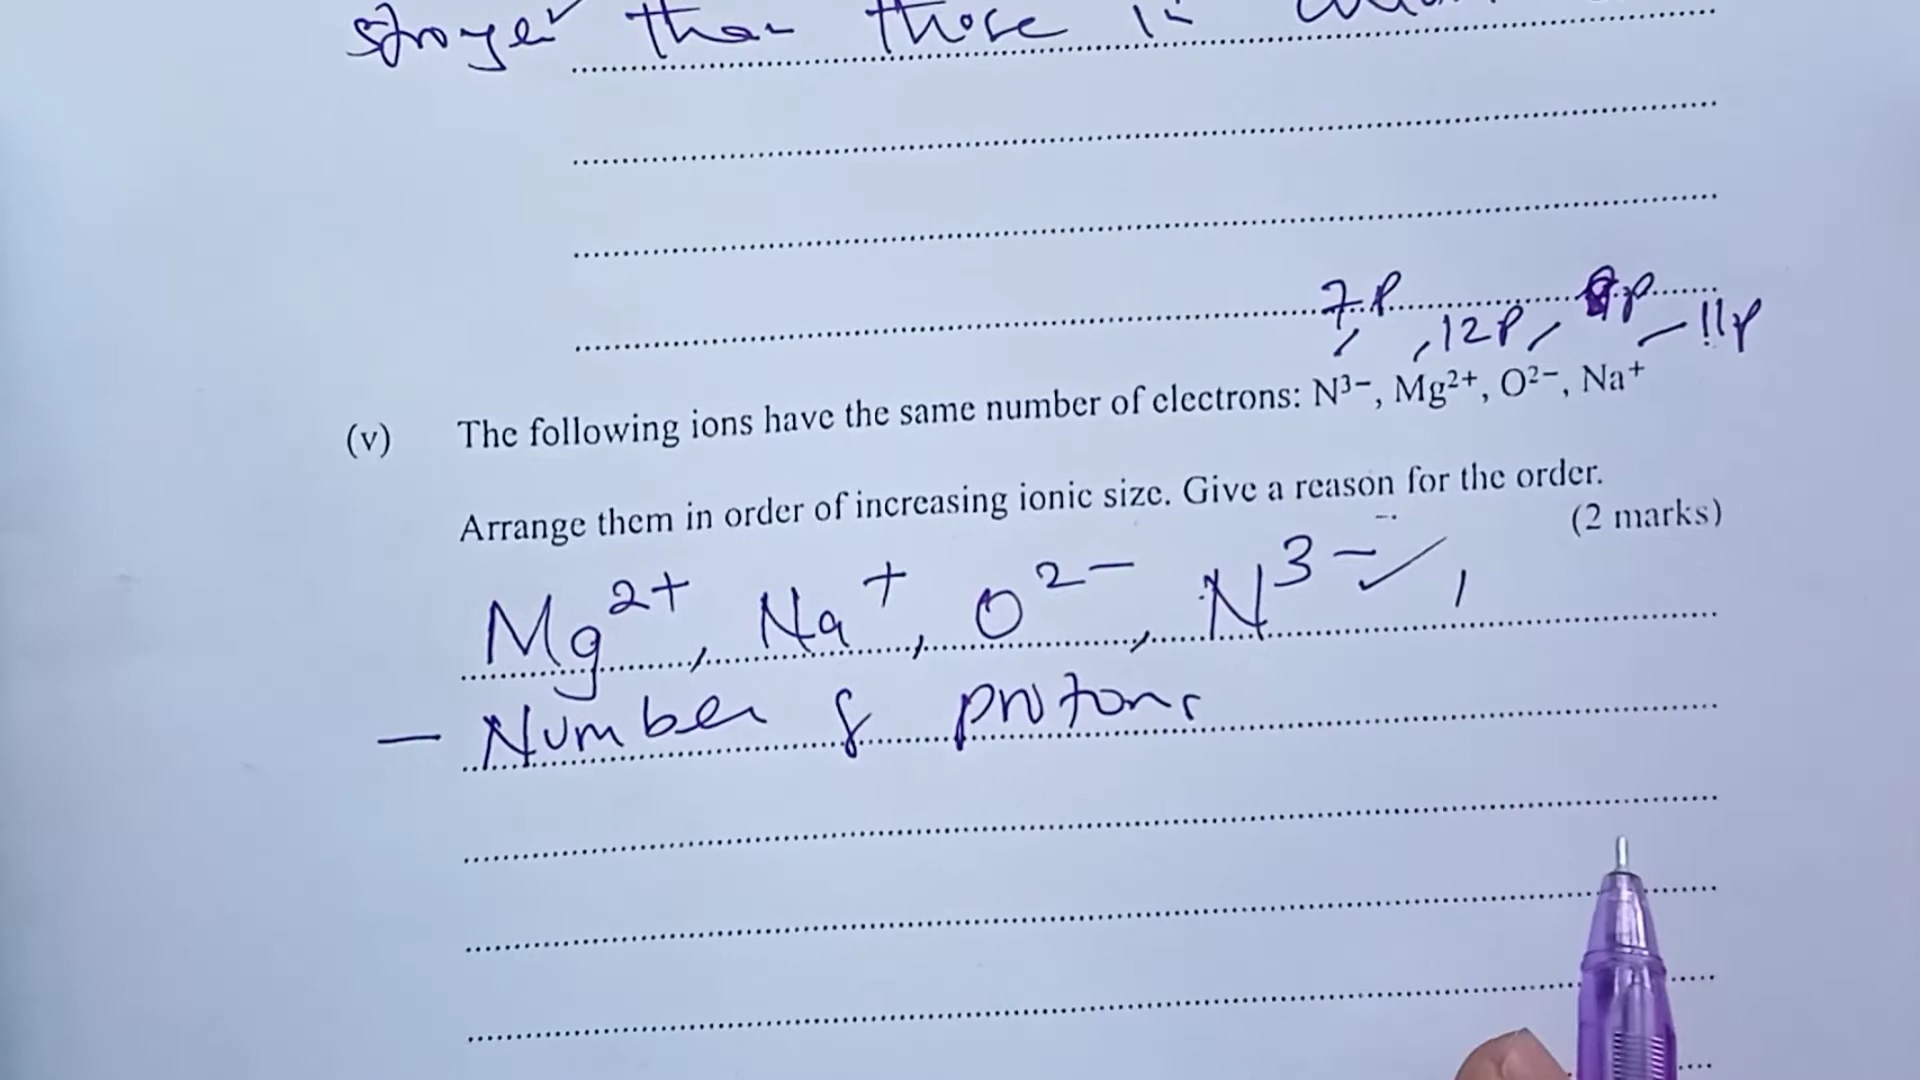 stronger than those in
7P, 12P, 8P 11P
(v) The following ions have the same number of electrons: N³⁻, Mg²⁺, O²⁻, Na⁺
Arrange them in order of increasing ionic size. Give a reason for the order.
(2 marks)
Mg²⁺, Na⁺, O²⁻, N³⁻ ✓,
- Number of protons